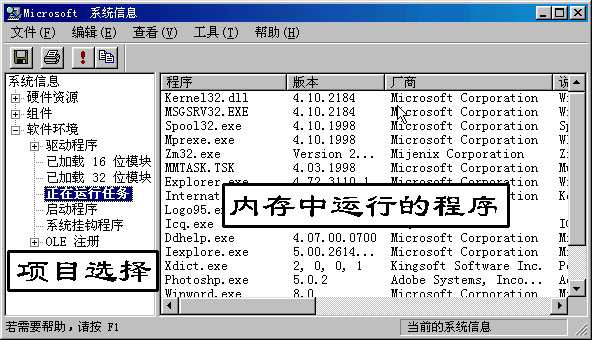 Microsoft 系统信息
文件(F) 编辑(E) 查看(V) 工具(T) 帮助(H)
系统信息
硬件资源
组件
软件环境
驱动程序
已加载 16 位模块
已加载 32 位模块
正在运行任务
启动程序
系统挂钩程序
OLE 注册
项目选择
程序 版本 厂商
Kernel32.dll 4.10.2184 Microsoft Corporation
MSGSRV32.EXE 4.10.2184 Microsoft Corporation
Spool32.exe 4.10.1998 Microsoft Corporation
Mprexe.exe 4.10.1998 Microsoft Corporation
Zm32.exe Version 2... Mijenix Corporation
MMTASK.TSK 4.03.1998 Microsoft Corporation
Explorer.exe 4.72.3110.1 Microsoft Corporation
Internat
Logo95.ex
Icq.exe
内存中运行的程序
Ddhelp.exe 4.07.00.0700 Microsoft Corporation
Iexplore.exe 5.00.2614... Microsoft Corporation
Xdict.exe 2, 0, 0, 1 Kingsoft Software Inc.
Photoshp.exe 5.0.2 Adobe Systems, Inco...
Winword.exe 8.0 Microsoft Corporation
若需要帮助，请按 F1 当前的系统信息